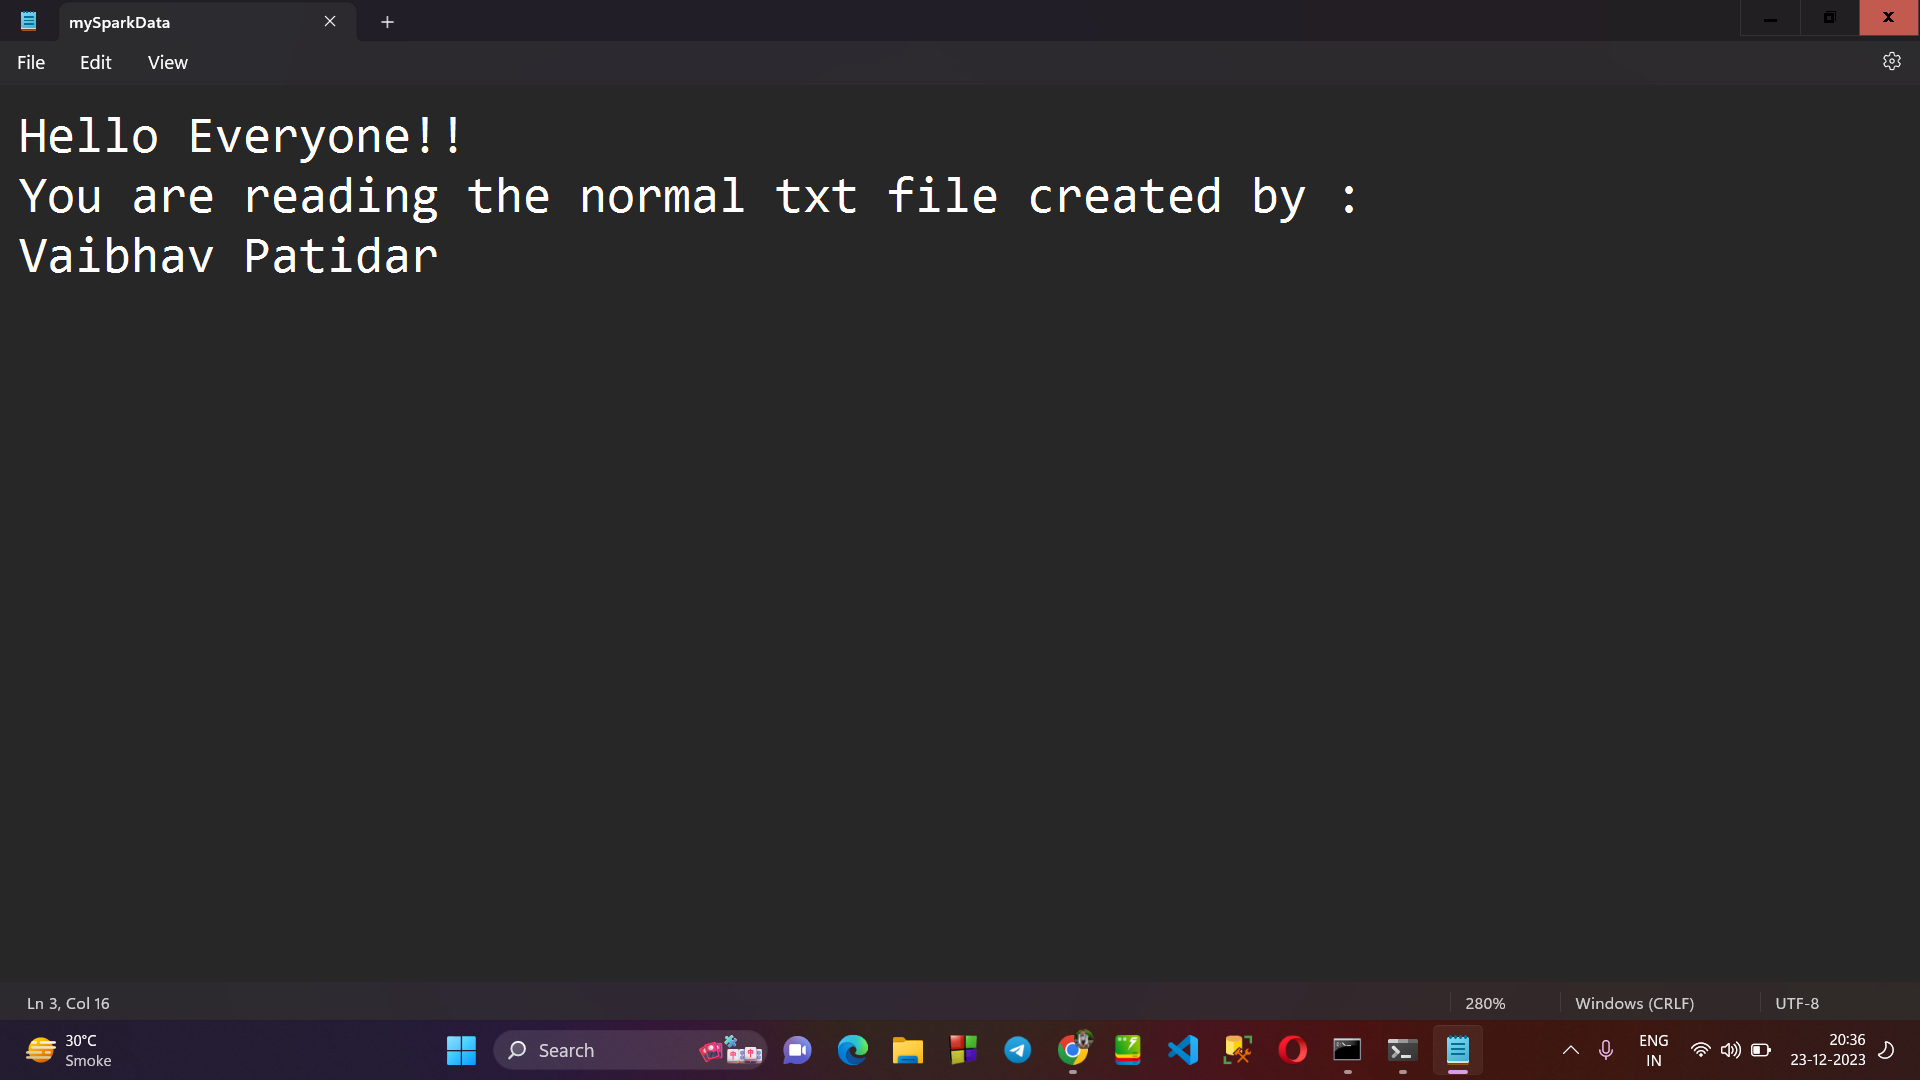 mySparkData
File Edit View
Hello Everyone!!
You are reading the normal txt file created by :
Vaibhav Patidar
Ln 3, Col 16 280% Windows (CRLF) UTF-8
30°C
Smoke
Search
ENG
IN
20:36
23-12-2023